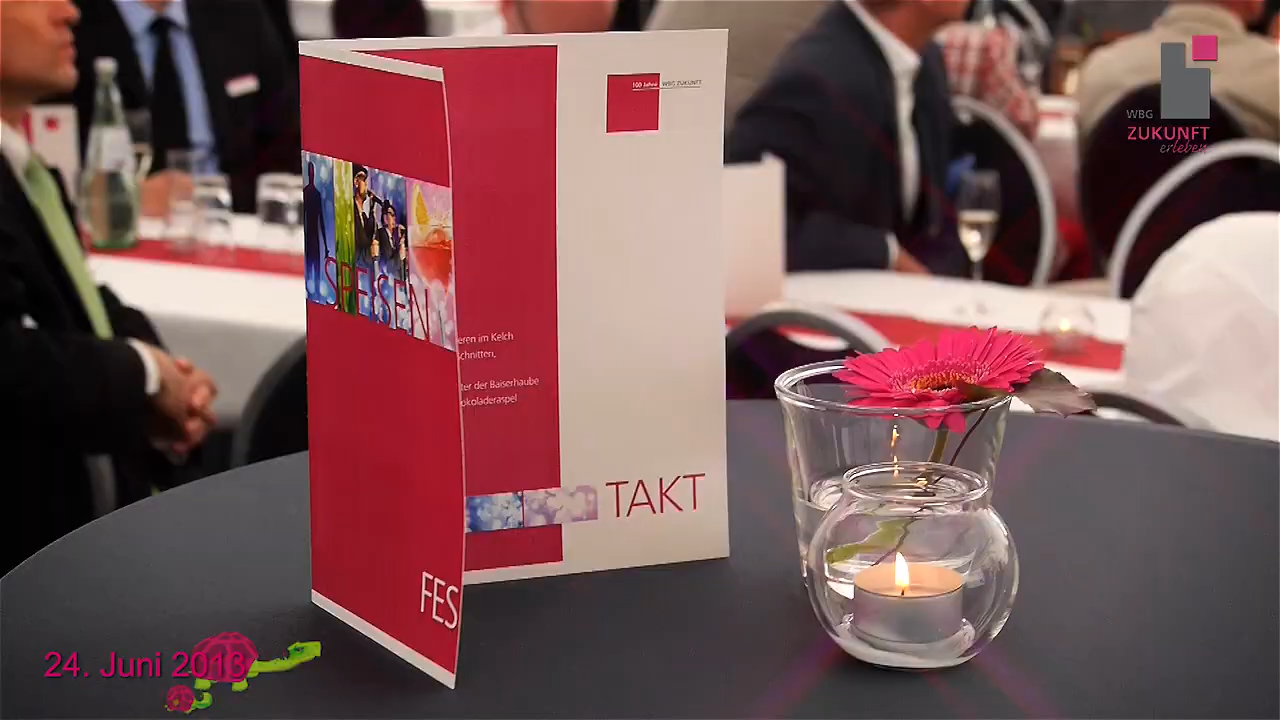 100 Jahre WBG ZUKUNFT
WBG
ZUKUNFT
erleben
SPEISEN
eren im Kelch
chnitten,
ter der Baiserhaube
okoladeraspel
TAKT
FES
24. Juni 2013